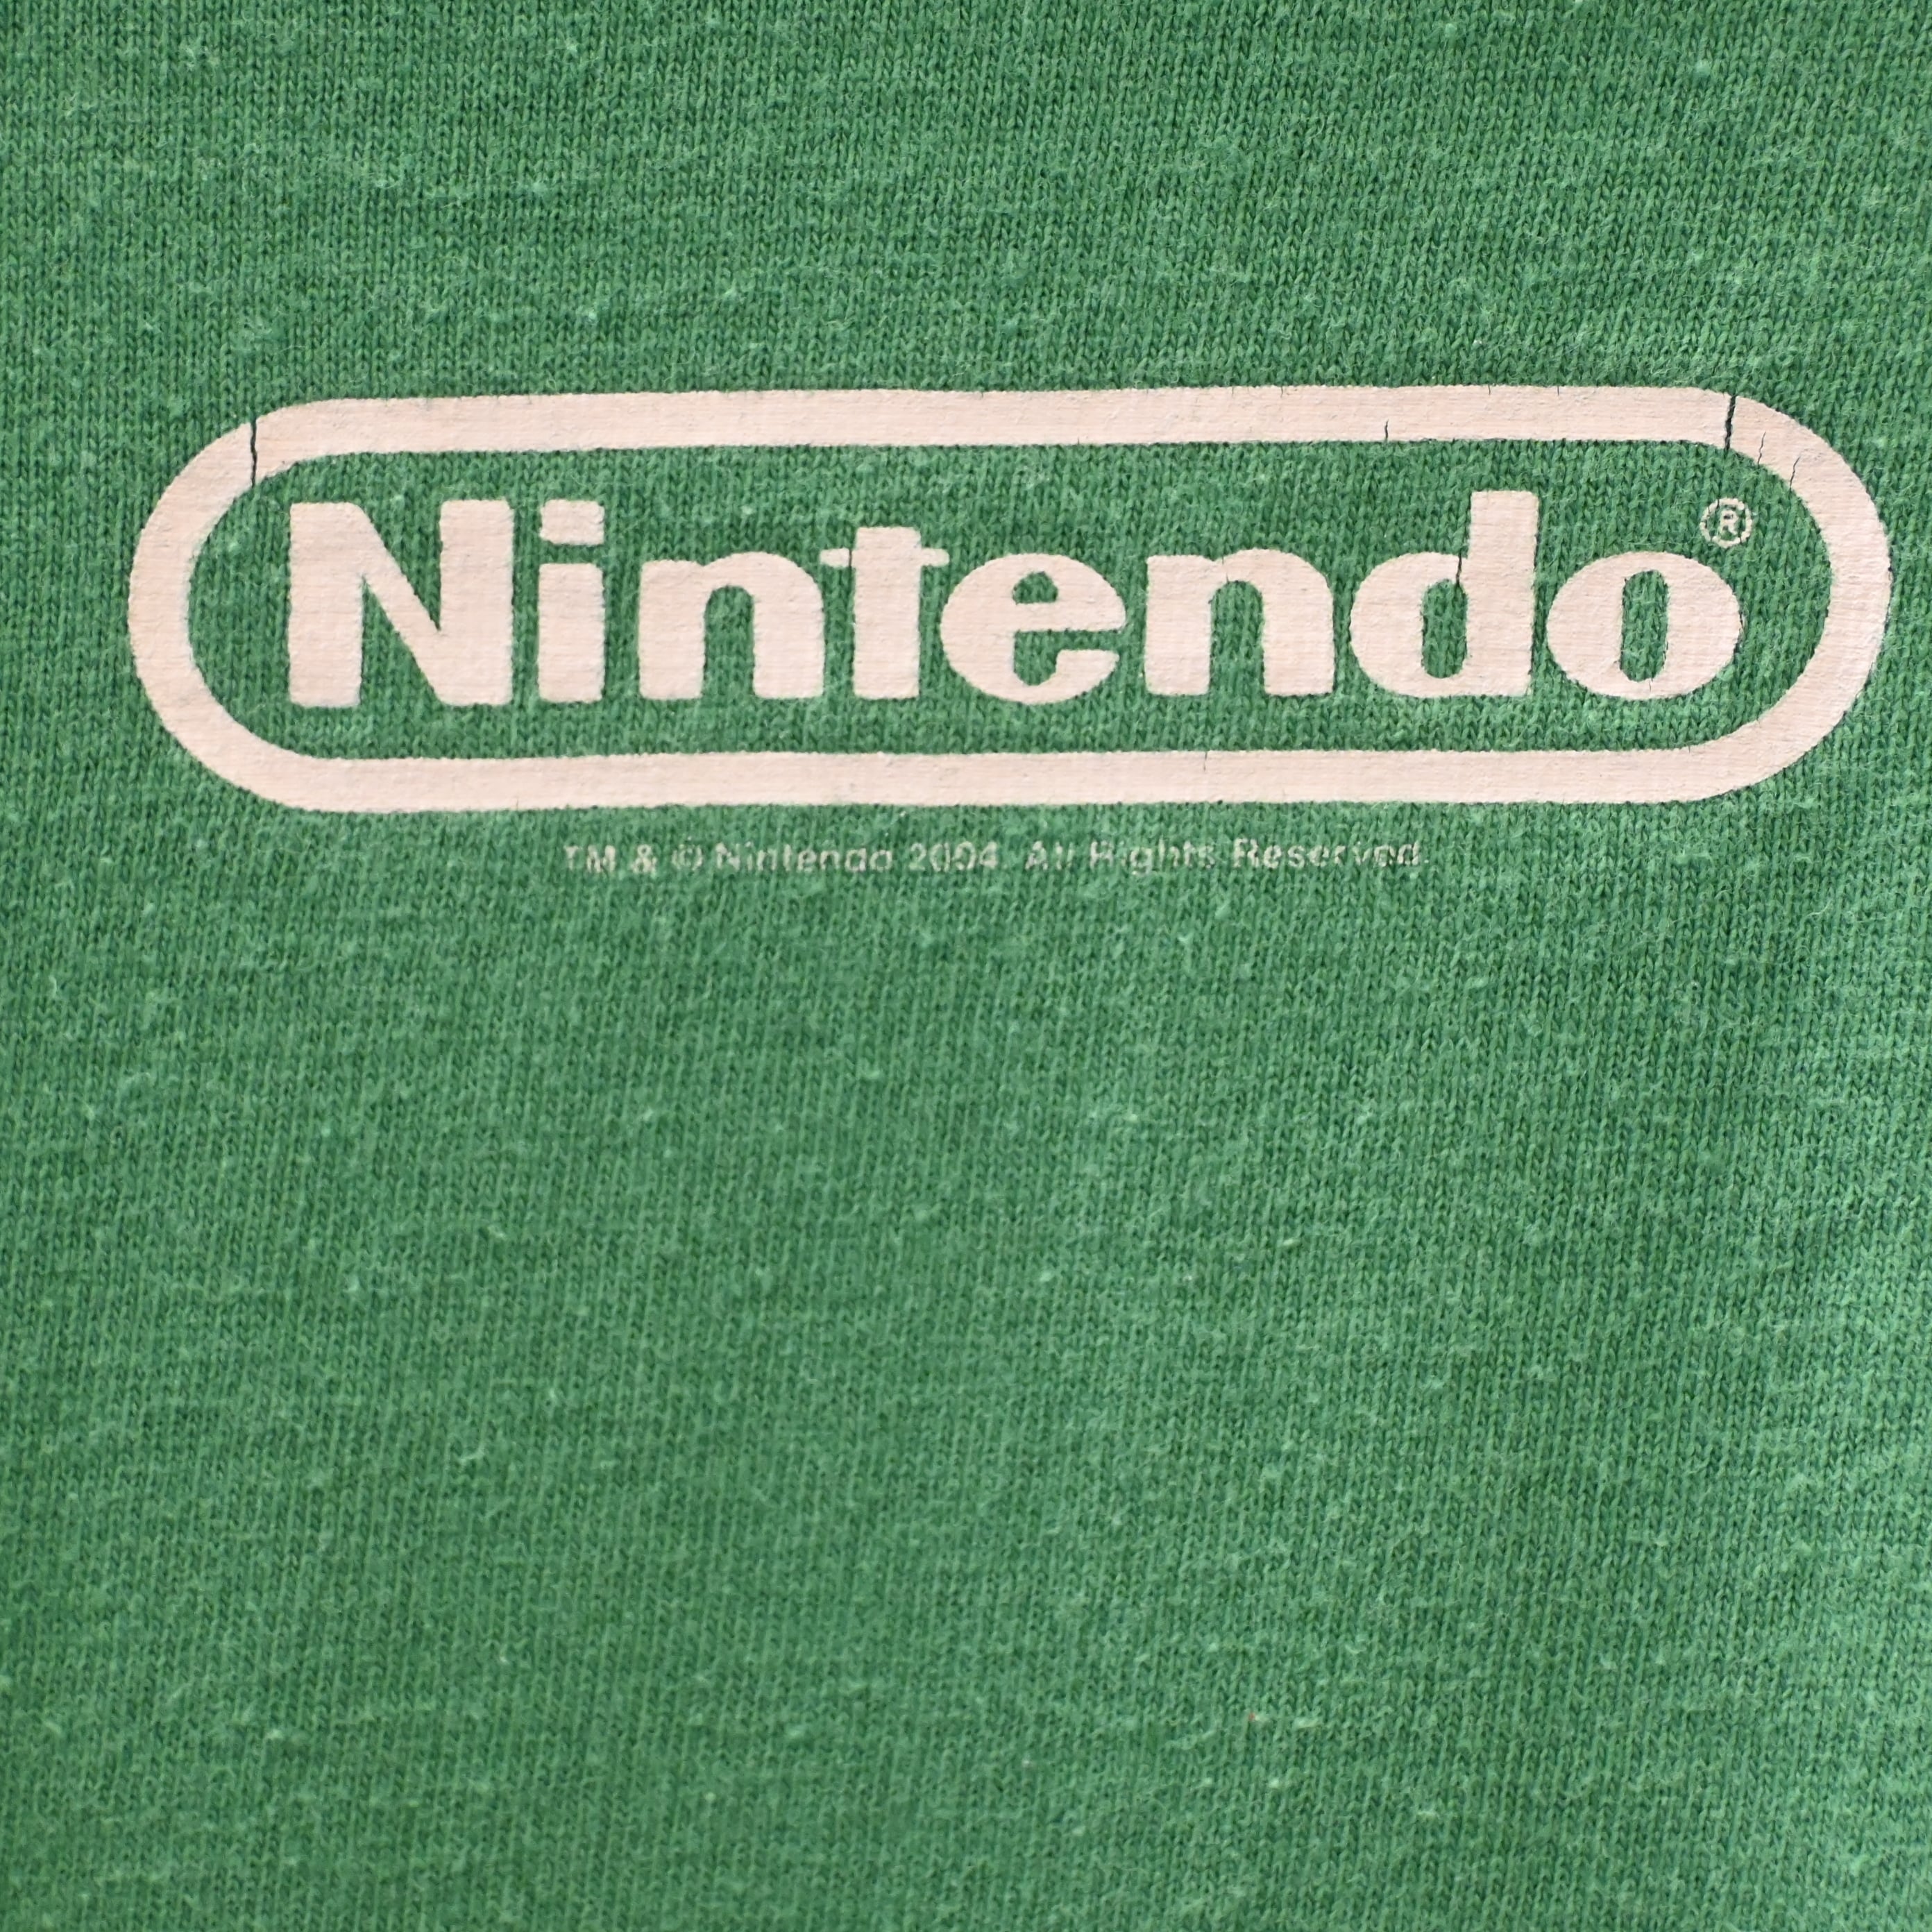 Nintendo®
TM & © Nintendo 2004. All Rights Reserved.